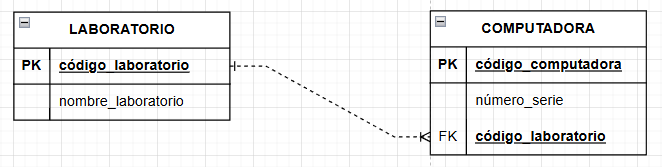 LABORATORIO
PK código_laboratorio
nombre_laboratorio
COMPUTADORA
PK código_computadora
número_serie
FK código_laboratorio